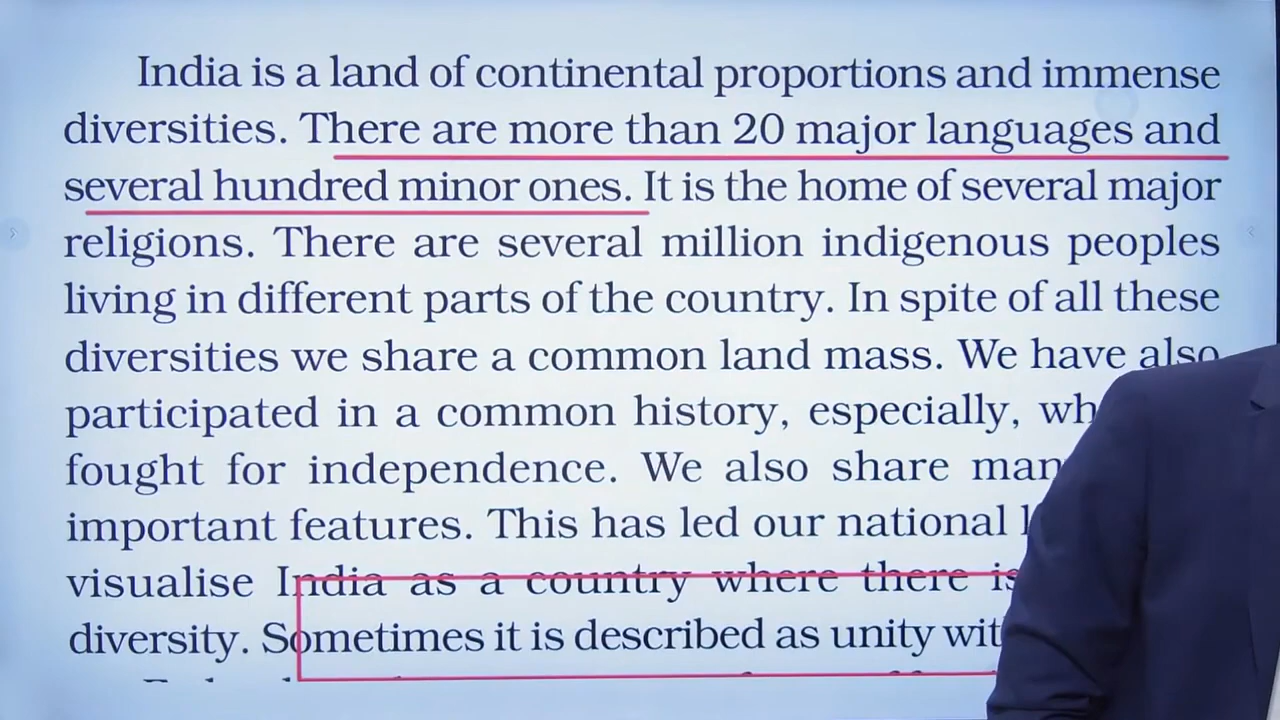 India is a land of continental proportions and immense
diversities. There are more than 20 major languages and
several hundred minor ones. It is the home of several major
religions. There are several million indigenous peoples
living in different parts of the country. In spite of all these
diversities we share a common land mass. We have also
participated in a common history, especially,
fought for independence. We also share
important features. This has led our national
visualise India as a country where there
diversity. Sometimes it is described as unity